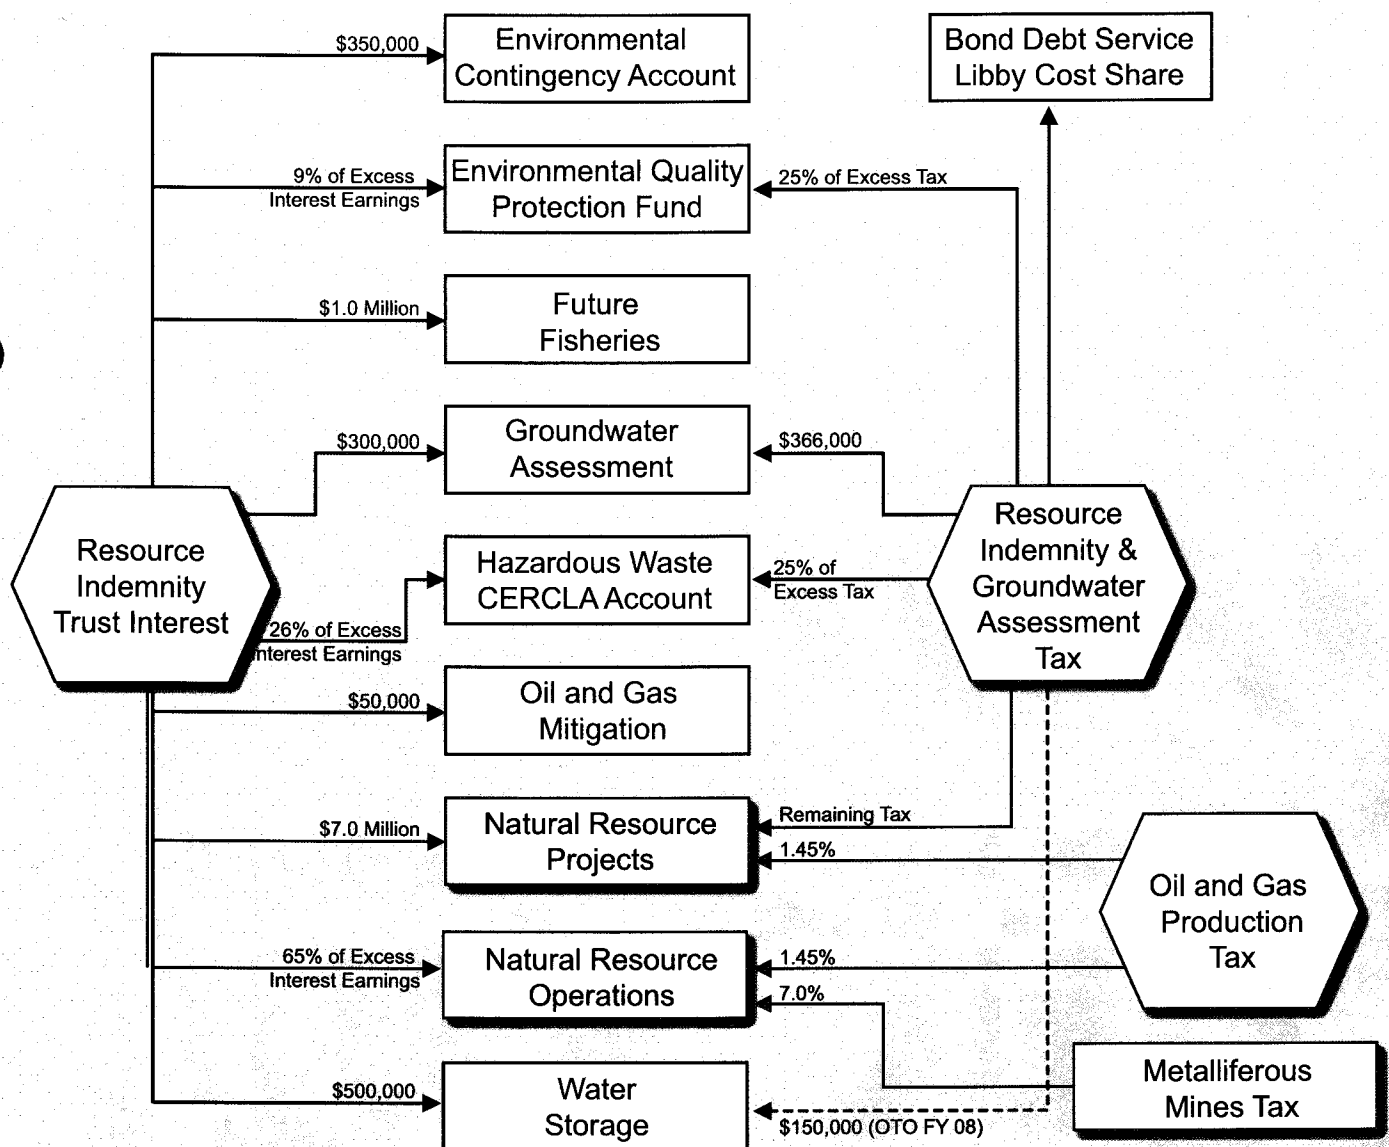 $350,000
Environmental
Contingency Account
Bond Debt Service
Libby Cost Share
9% of Excess
Interest Earnings
Environmental Quality
Protection Fund
25% of Excess Tax
$1.0 Million
Future
Fisheries
$300,000
Groundwater
Assessment
$366,000
Resource
Indemnity
Trust Interest
26% of Excess
Interest Earnings
Hazardous Waste
CERCLA Account
25% of
Excess Tax
Resource
Indemnity &
Groundwater
Assessment
Tax
$50,000
Oil and Gas
Mitigation
$7.0 Million
Natural Resource
Projects
Remaining Tax
1.45%
Oil and Gas
Production
Tax
65% of Excess
Interest Earnings
Natural Resource
Operations
1.45%
7.0%
Metalliferous
Mines Tax
$500,000
Water
Storage
$150,000 (OTO FY 08)